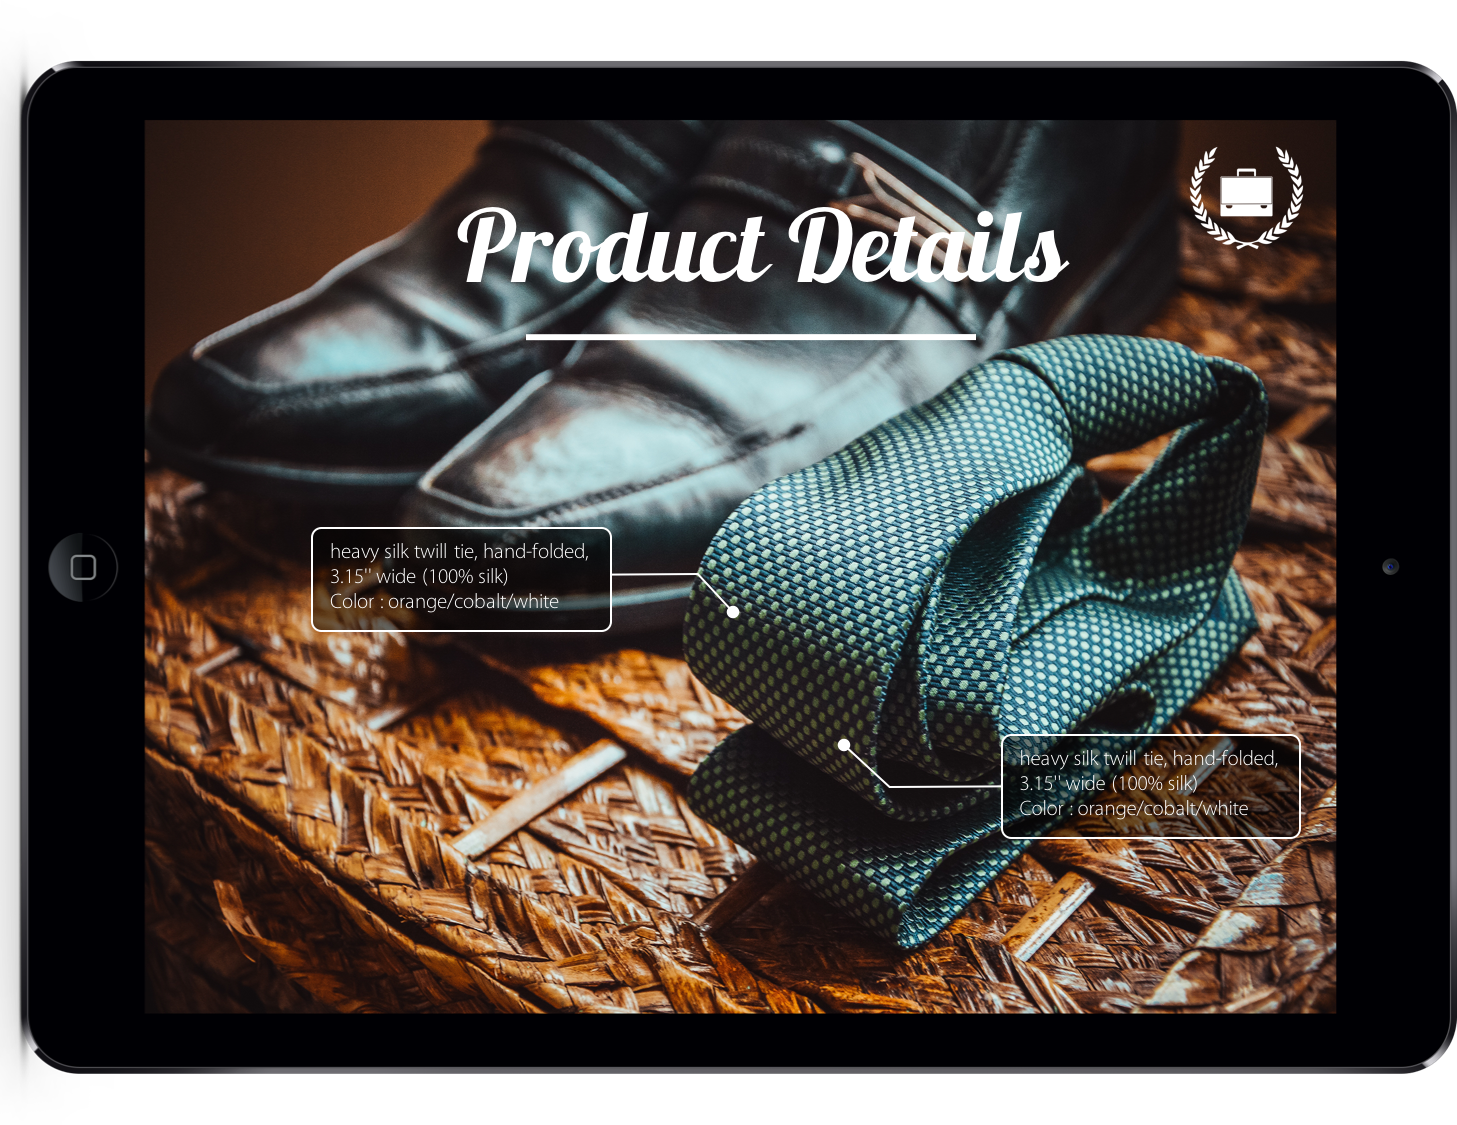 Product Details
heavy silk twill tie, hand-folded,
3.15" wide (100% silk)
Color : orange/cobalt/white
heavy silk twill tie, hand-folded,
3.15" wide (100% silk)
Color : orange/cobalt/white